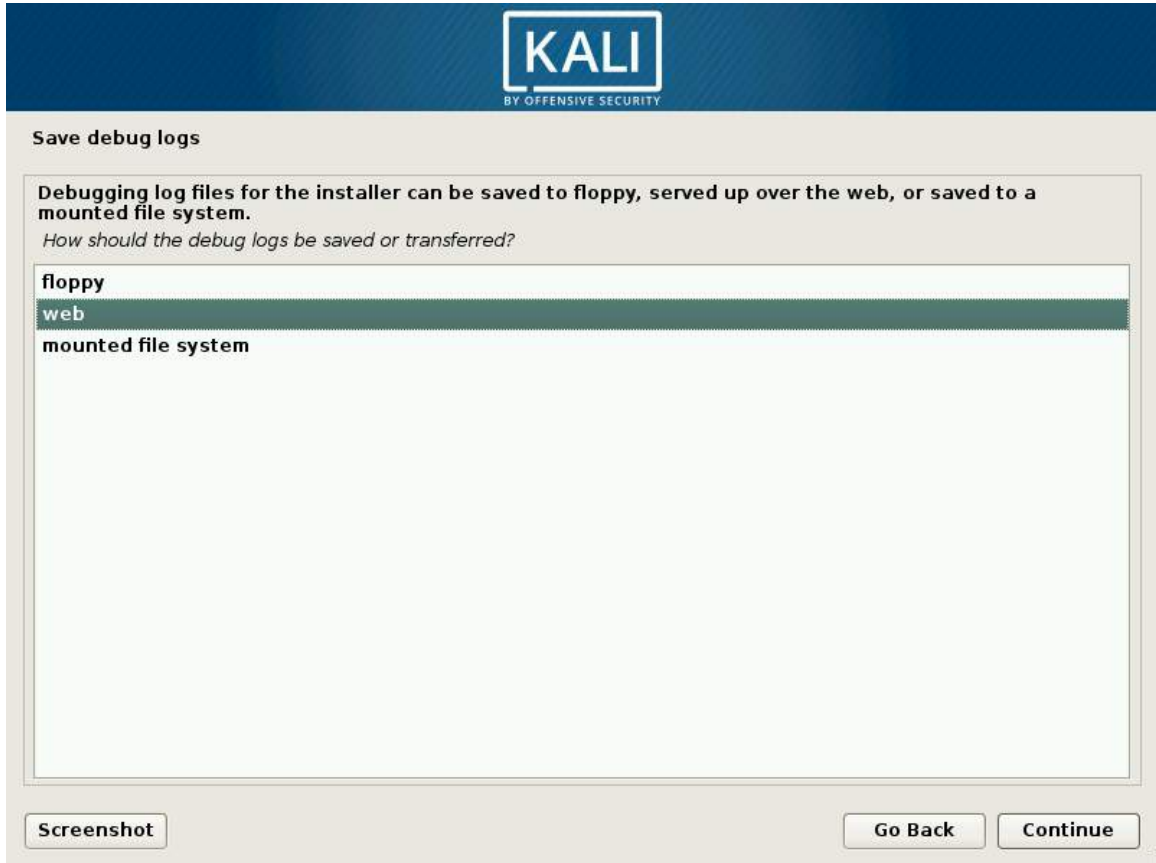 KALI
BY OFFENSIVE SECURITY
Save debug logs
Debugging log files for the installer can be saved to floppy, served up over the web, or saved to a
mounted file system.
How should the debug logs be saved or transferred?
floppy
web
mounted file system
Screenshot
Go Back
Continue